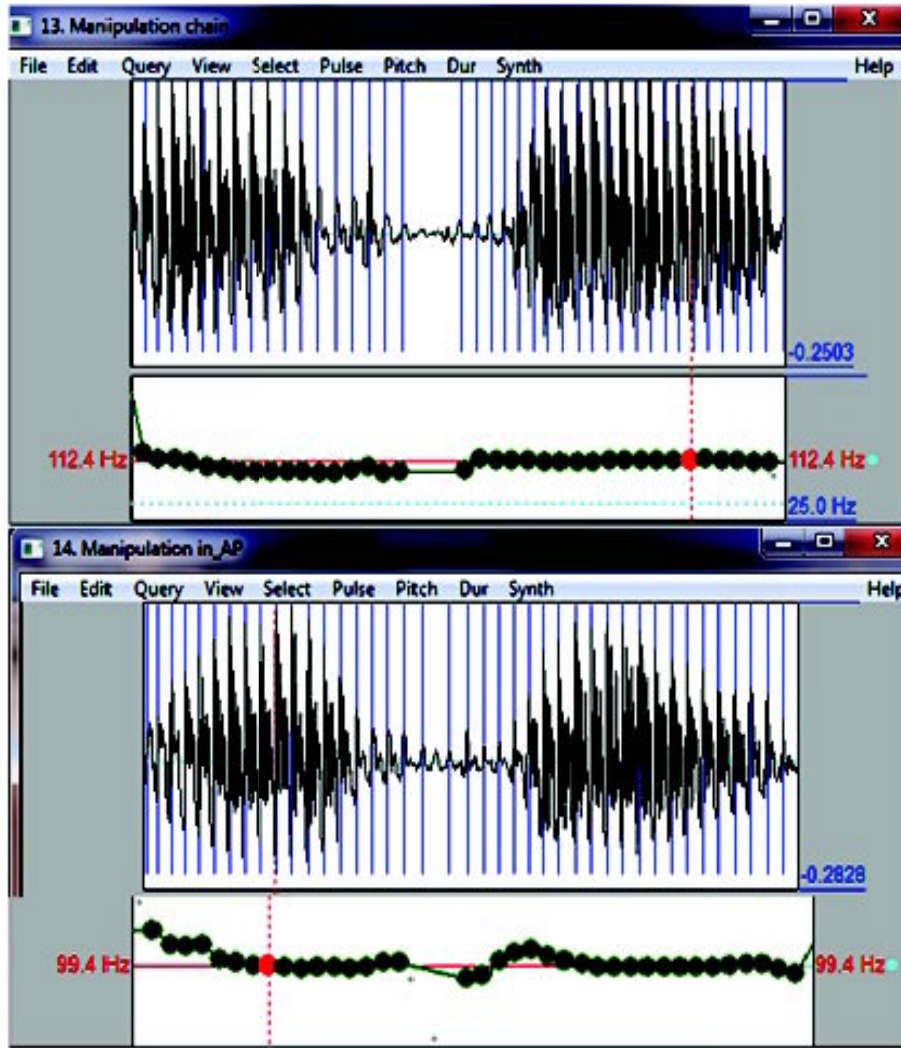 13. Manipulation chain
File Edit Query View Select Pulse Pitch Dur Synth Help
-0.2503
112.4 Hz 112.4 Hz
25.0 Hz
14. Manipulation in_AP
File Edit Query View Select Pulse Pitch Dur Synth Help
-0.2828
99.4 Hz 99.4 Hz